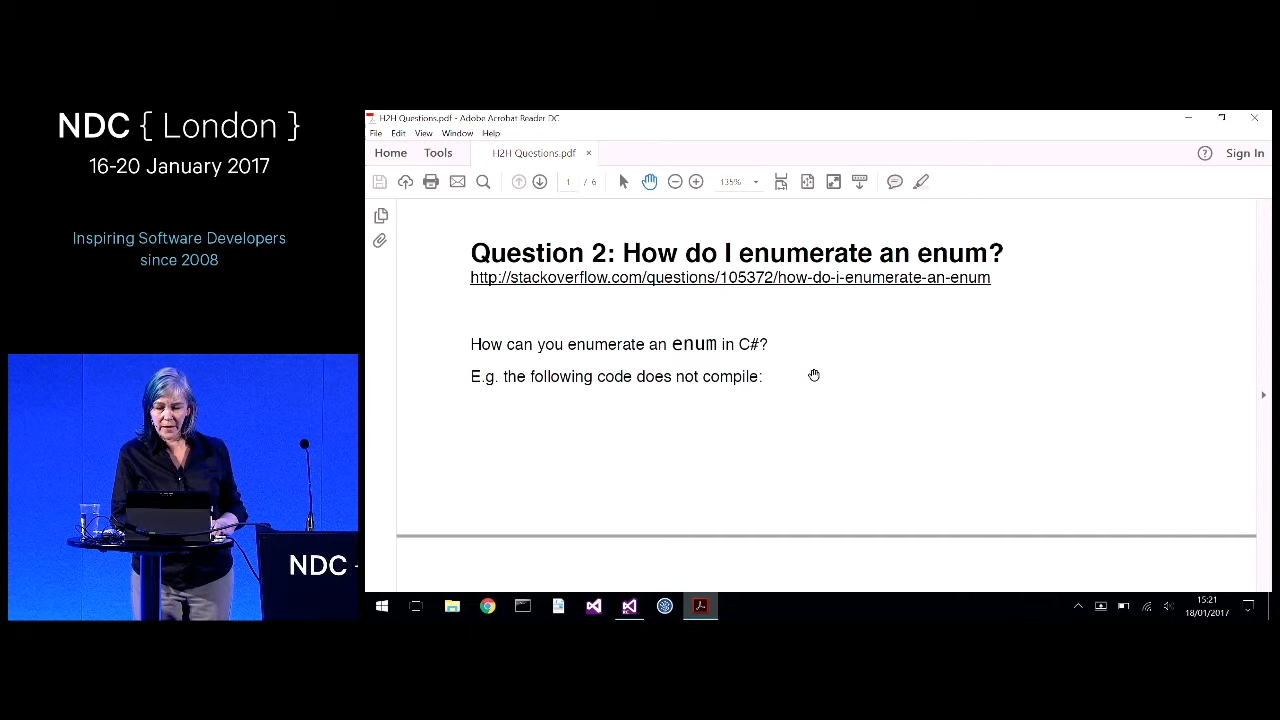 NDC { London }
16-20 January 2017
Inspiring Software Developers
since 2008
NDC
H2H Questions.pdf - Adobe Acrobat Reader DC
File Edit View Window Help
Home Tools H2H Questions.pdf × Sign In
1 / 6 135%
Question 2: How do I enumerate an enum?
http://stackoverflow.com/questions/105372/how-do-i-enumerate-an-enum
How can you enumerate an enum in C#?
E.g. the following code does not compile:
15:21
18/01/2017